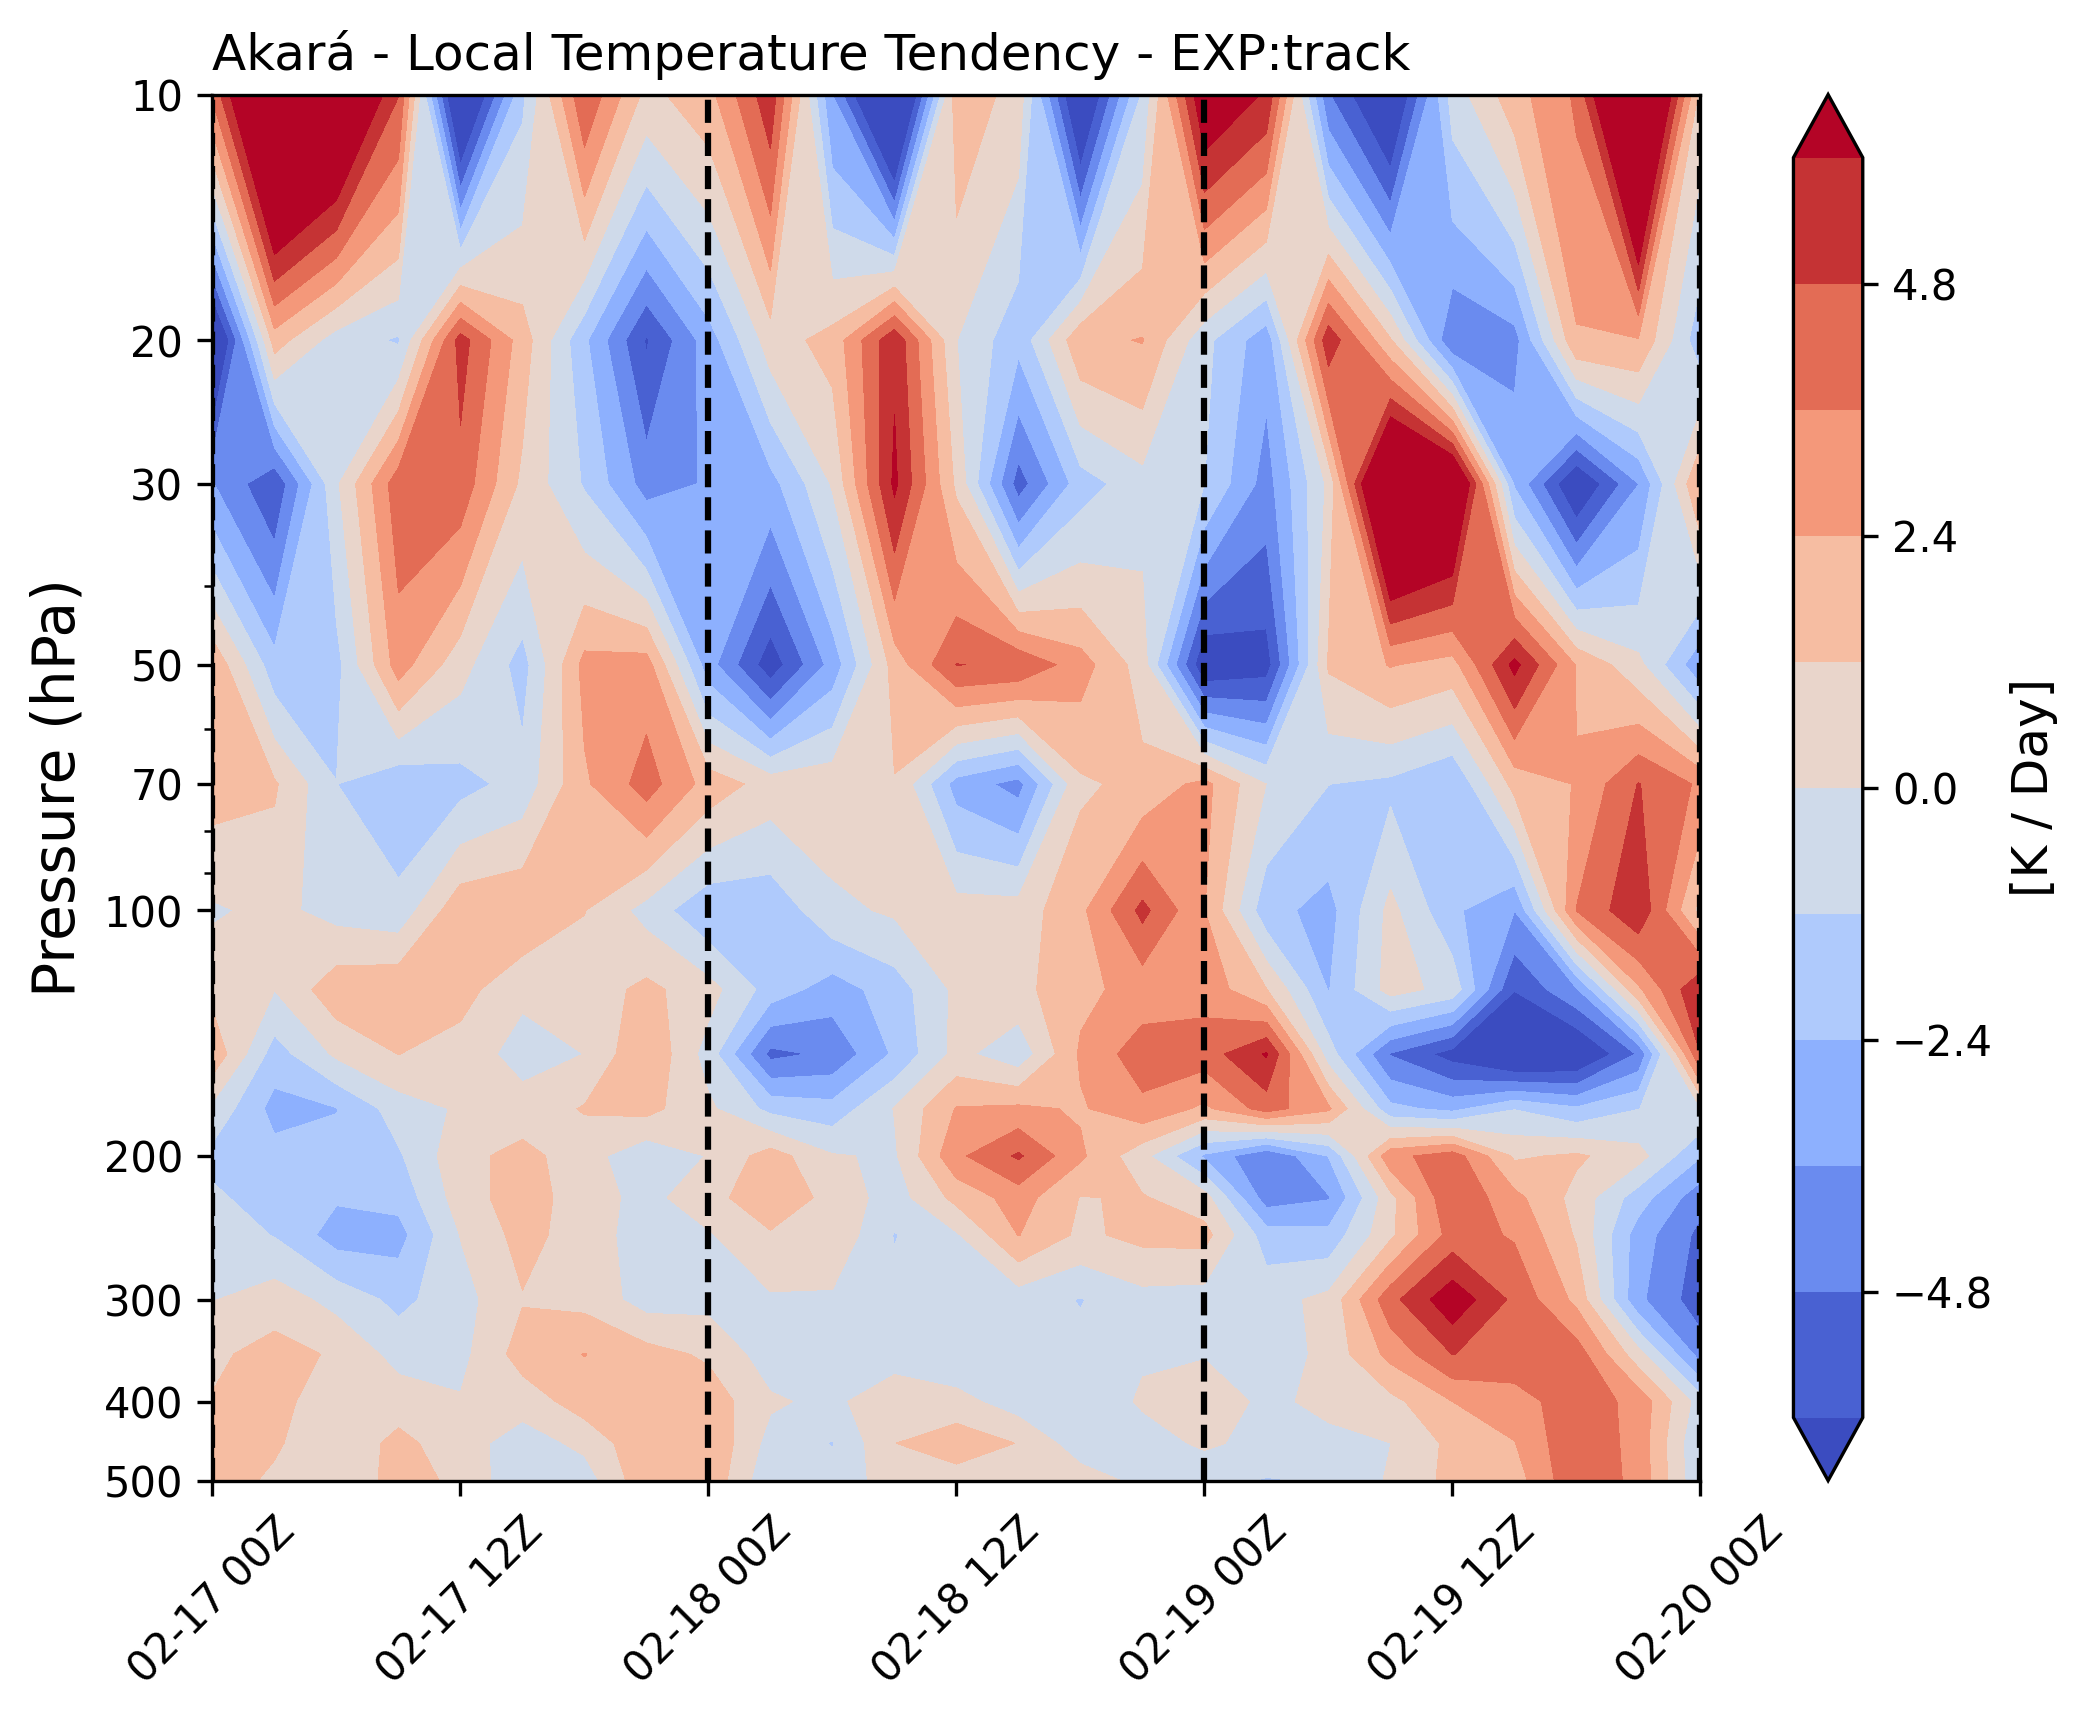 Akará - Local Temperature Tendency - EXP:track
10
20
30
50
70
100
200
300
400
500
Pressure (hPa)
02-17 00Z
02-17 12Z
02-18 00Z
02-18 12Z
02-19 00Z
02-19 12Z
02-20 00Z
4.8
2.4
0.0
−2.4
−4.8
[K / Day]